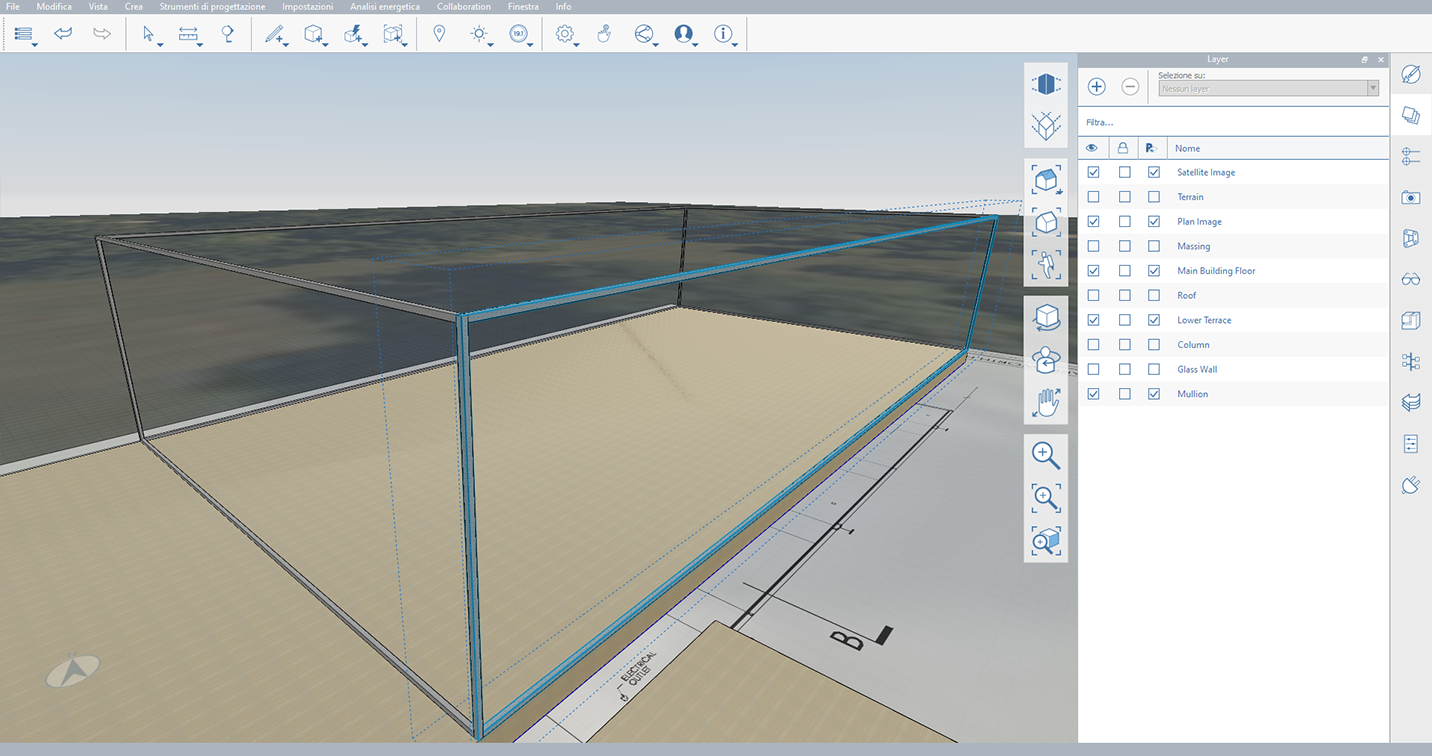 File Modifica Vista Crea Strumenti di progettazione Impostazioni Analisi energetica Collaboration Finestra Info
19.1
Layer
Selezione su:
Nessun layer
Filtra...
Nome
Satellite Image
Terrain
Plan Image
Massing
Main Building Floor
Roof
Lower Terrace
Column
Glass Wall
Mullion
B
ELECTRICAL
OUTLET